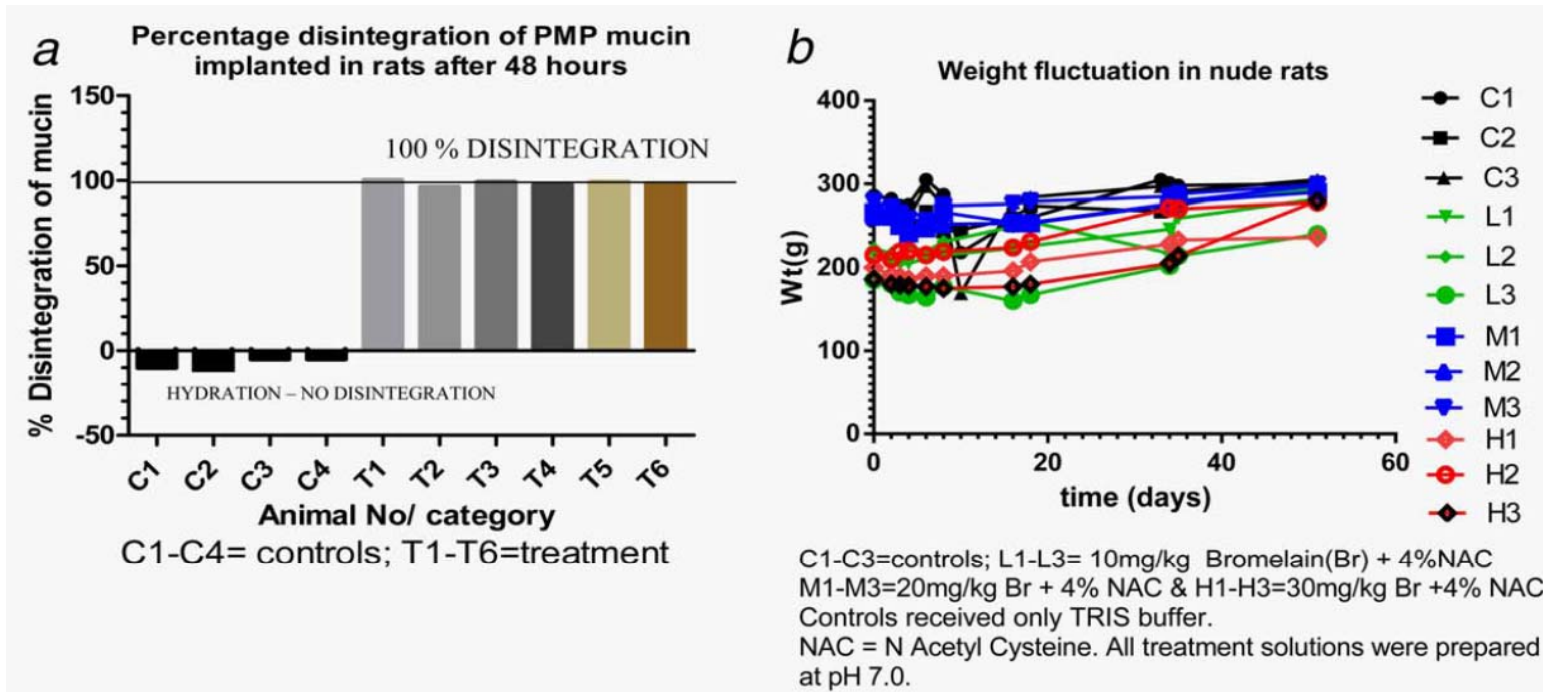 a
Percentage disintegration of PMP mucin
implanted in rats after 48 hours
% Disintegration of mucin
150
100
50
0
-50
100 % DISINTEGRATION
HYDRATION – NO DISINTEGRATION
C1
C2
C3
C4
T1
T2
T3
T4
T5
T6
Animal No/ category
C1-C4= controls; T1-T6=treatment
b
Weight fluctuation in nude rats
Wt(g)
400
300
200
100
0
0
20
40
60
time (days)
C1
C2
C3
L1
L2
L3
M1
M2
M3
H1
H2
H3
C1-C3=controls; L1-L3= 10mg/kg Bromelain(Br) + 4%NAC
M1-M3=20mg/kg Br + 4% NAC & H1-H3=30mg/kg Br +4% NAC
Controls received only TRIS buffer.
NAC = N Acetyl Cysteine. All treatment solutions were prepared
at pH 7.0.